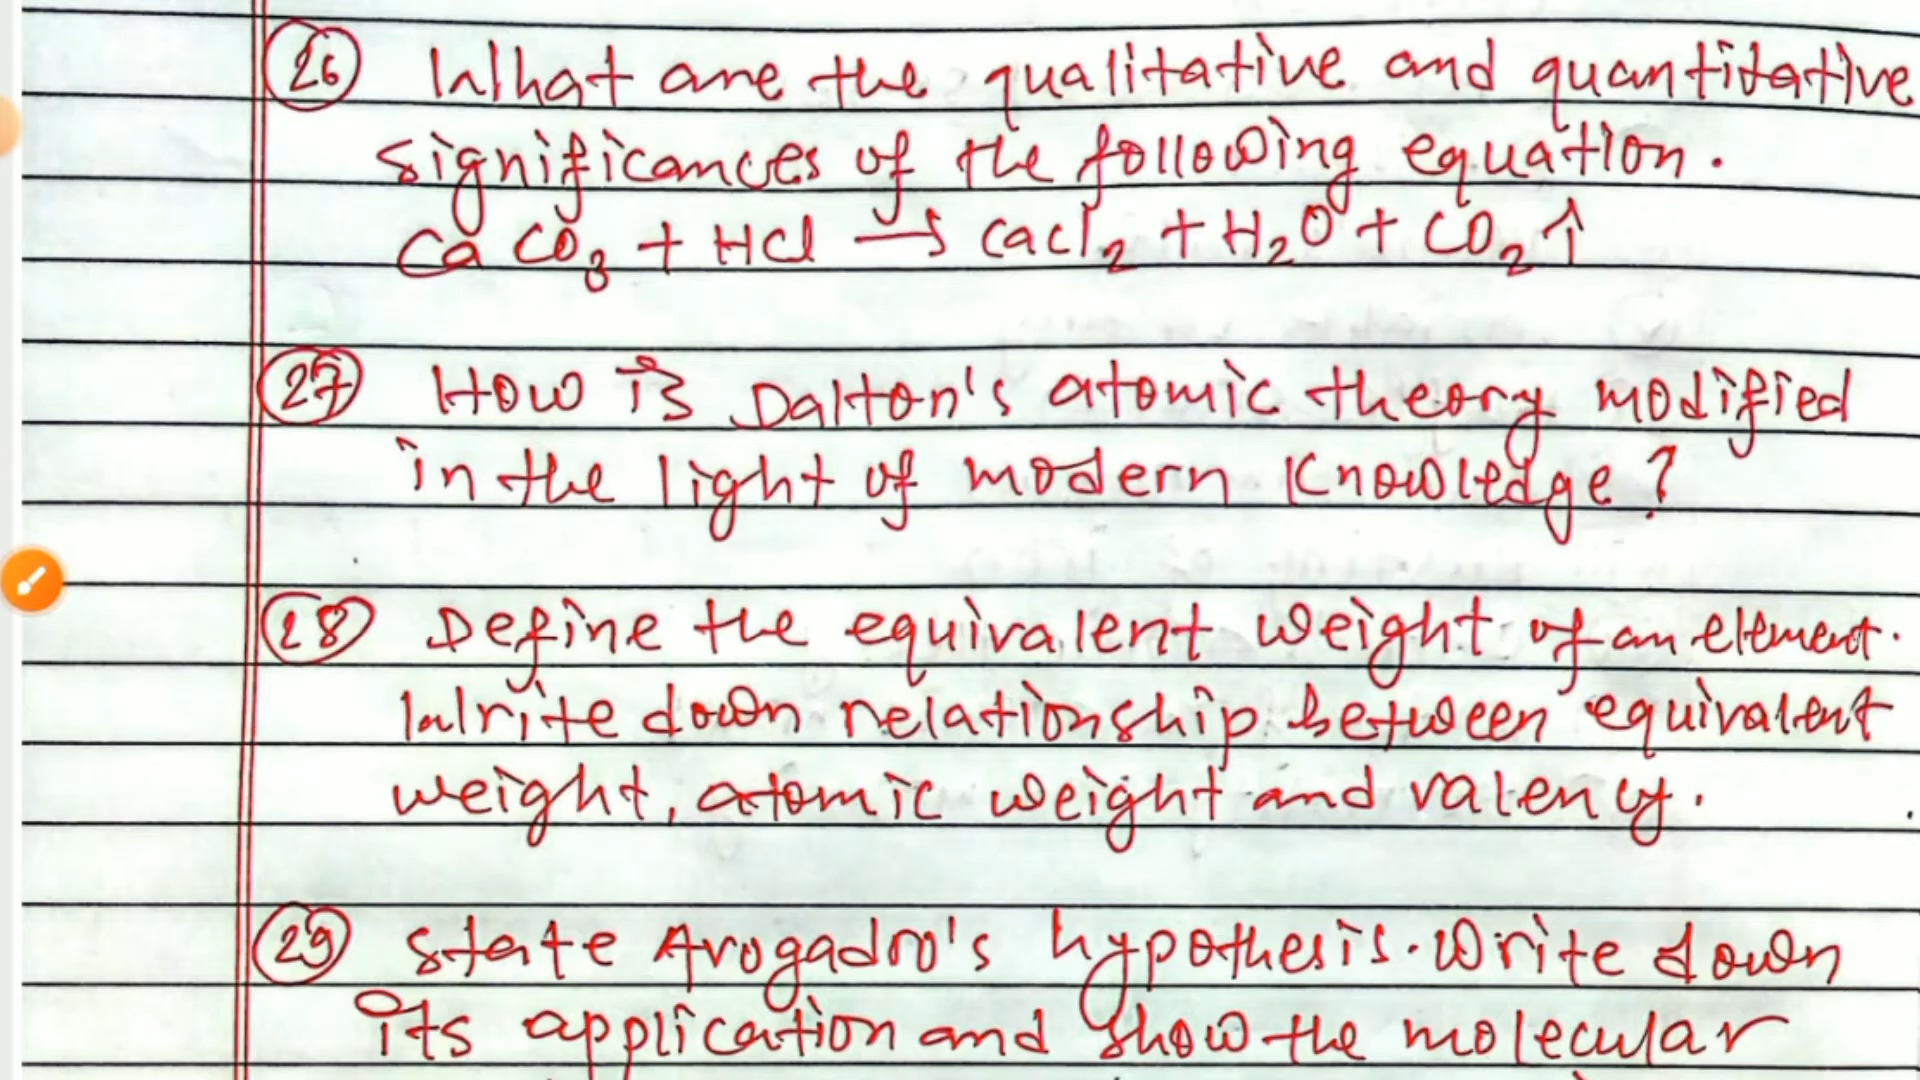 26 What are the qualitative and quantitative
significances of the following equation.
CaCO3 + HCl → CaCl2 + H2O + CO2↑
27 How is Dalton's atomic theory modified
in the light of modern knowledge?
28 Define the equivalent weight of an element.
Write down relationship between equivalent
weight, atomic weight and valency.
29 State Avogadro's hypothesis. Write down
its application and show the molecular